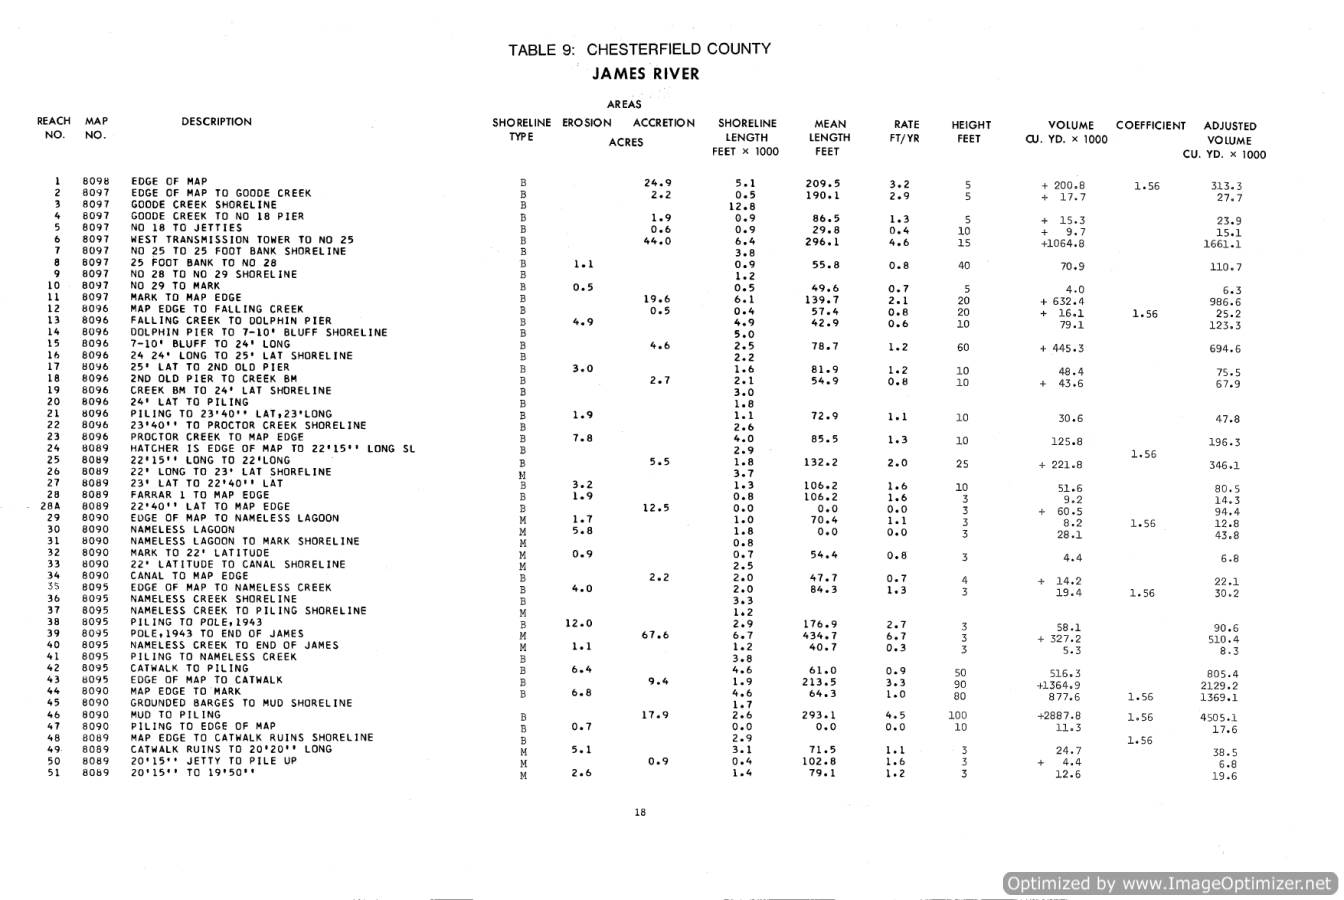 TABLE 9: CHESTERFIELD COUNTY
JAMES RIVER
AREAS
REACH MAP DESCRIPTION SHORELINE EROSION ACCRETION SHORELINE MEAN RATE HEIGHT VOLUME COEFFICIENT ADJUSTED
NO. NO. TYPE ACRES LENGTH LENGTH FT/YR FEET CU. YD. × 1000 VOLUME
FEET × 1000 FEET CU. YD. × 1000
1 8098 EDGE OF MAP B 24.9 5.1 209.5 3.2 5 + 200.8 1.56 313.3
2 8097 EDGE OF MAP TO GOODE CREEK B 2.2 0.5 190.1 2.9 5 + 17.7 27.7
3 8097 GOODE CREEK SHORELINE B 12.8
4 8097 GOODE CREEK TO NO 18 PIER B 1.9 0.9 86.5 1.3 5 + 15.3 23.9
5 8097 NO 18 TO JETTIES B 0.6 0.9 29.8 0.4 10 + 9.7 15.1
6 8097 WEST TRANSMISSION TOWER TO NO 25 B 44.0 6.4 296.1 4.6 15 +1064.8 1661.1
7 8097 NO 25 TO 25 FOOT BANK SHORELINE B 3.8
8 8097 25 FOOT BANK TO NO 28 B 1.1 0.9 55.8 0.8 40 70.9 110.7
9 8097 NO 28 TO NO 29 SHORELINE B 1.2
10 8097 NO 29 TO MARK B 0.5 0.5 49.6 0.7 5 4.0 6.3
11 8097 MARK TO MAP EDGE B 19.6 6.1 139.7 2.1 20 + 632.4 986.6
12 8096 MAP EDGE TO FALLING CREEK B 0.5 0.4 57.4 0.8 20 + 16.1 1.56 25.2
13 8096 FALLING CREEK TO DOLPHIN PIER B 4.9 4.9 42.9 0.6 10 79.1 123.3
14 8096 DOLPHIN PIER TO 7-10' BLUFF SHORELINE B 5.0
15 8096 7-10' BLUFF TO 24' LONG B 4.6 2.5 78.7 1.2 60 + 445.3 694.6
16 8096 24 24' LONG TO 25' LAT SHORELINE B 2.2
17 8096 25' LAT TO 2ND OLD PIER B 3.0 1.6 81.9 1.2 10 48.4 75.5
18 8096 2ND OLD PIER TO CREEK BM B 2.7 2.1 54.9 0.8 10 + 43.6 67.9
19 8096 CREEK BM TO 24' LAT SHORELINE B 3.0
20 8096 24' LAT TO PILING B 1.8
21 8096 PILING TO 23'40'' LAT,23'LONG B 1.9 1.1 72.9 1.1 10 30.6 47.8
22 8096 23'40'' TO PROCTOR CREEK SHORELINE B 2.6
23 8096 PROCTOR CREEK TO MAP EDGE B 7.8 4.0 85.5 1.3 10 125.8 196.3
24 8089 HATCHER IS EDGE OF MAP TO 22'15'' LONG SL B 2.9 1.56
25 8089 22'15'' LONG TO 22'LONG B 5.5 1.8 132.2 2.0 25 + 221.8 346.1
26 8089 22' LONG TO 23' LAT SHORELINE M 3.7
27 8089 23' LAT TO 22'40'' LAT B 3.2 1.3 106.2 1.6 10 51.6 80.5
28 8089 FARRAR 1 TO MAP EDGE B 1.9 0.8 106.2 1.6 3 9.2 14.3
28A 8089 22'40'' LAT TO MAP EDGE B 12.5 0.0 0.0 0.0 3 + 60.5 94.4
29 8090 EDGE OF MAP TO NAMELESS LAGOON M 1.7 1.0 70.4 1.1 3 8.2 1.56 12.8
30 8090 NAMELESS LAGOON M 5.8 1.8 0.0 0.0 3 28.1 43.8
31 8090 NAMELESS LAGOON TO MARK SHORELINE M 0.8
32 8090 MARK TO 22' LATITUDE M 0.9 0.7 54.4 0.8 3 4.4 6.8
33 8090 22' LATITUDE TO CANAL SHORELINE M 2.5
34 8090 CANAL TO MAP EDGE B 2.2 2.0 47.7 0.7 4 + 14.2 22.1
35 8095 EDGE OF MAP TO NAMELESS CREEK B 4.0 2.0 84.3 1.3 3 19.4 1.56 30.2
36 8095 NAMELESS CREEK SHORELINE B 3.3
37 8095 NAMELESS CREEK TO PILING SHORELINE M 1.2
38 8095 PILING TO POLE,1943 B 12.0 2.9 176.9 2.7 3 58.1 90.6
39 8095 POLE,1943 TO END OF JAMES M 67.6 6.7 434.7 6.7 3 + 327.2 510.4
40 8095 NAMELESS CREEK TO END OF JAMES M 1.1 1.2 40.7 0.3 3 5.3 8.3
41 8095 PILING TO NAMELESS CREEK B 3.8
42 8095 CATWALK TO PILING B 6.4 4.6 61.0 0.9 50 516.3 805.4
43 8095 EDGE OF MAP TO CATWALK B 9.4 1.9 213.5 3.3 90 +1364.9 2129.2
44 8090 MAP EDGE TO MARK B 6.8 4.6 64.3 1.0 80 877.6 1.56 1369.1
45 8090 GROUNDED BARGES TO MUD SHORELINE 1.7
46 8090 MUD TO PILING B 17.9 2.6 293.1 4.5 100 +2887.8 1.56 4505.1
47 8090 PILING TO EDGE OF MAP B 0.7 0.0 0.0 0.0 10 11.3 17.6
48 8089 MAP EDGE TO CATWALK RUINS SHORELINE B 2.9 1.56
49 8089 CATWALK RUINS TO 20'20'' LONG M 5.1 3.1 71.5 1.1 3 24.7 38.5
50 8089 20'15'' JETTY TO PILE UP M 0.9 0.4 102.8 1.6 3 + 4.4 6.8
51 8089 20'15'' TO 19'50'' M 2.6 1.4 79.1 1.2 3 12.6 19.6
18
Optimized by www.ImageOptimizer.net